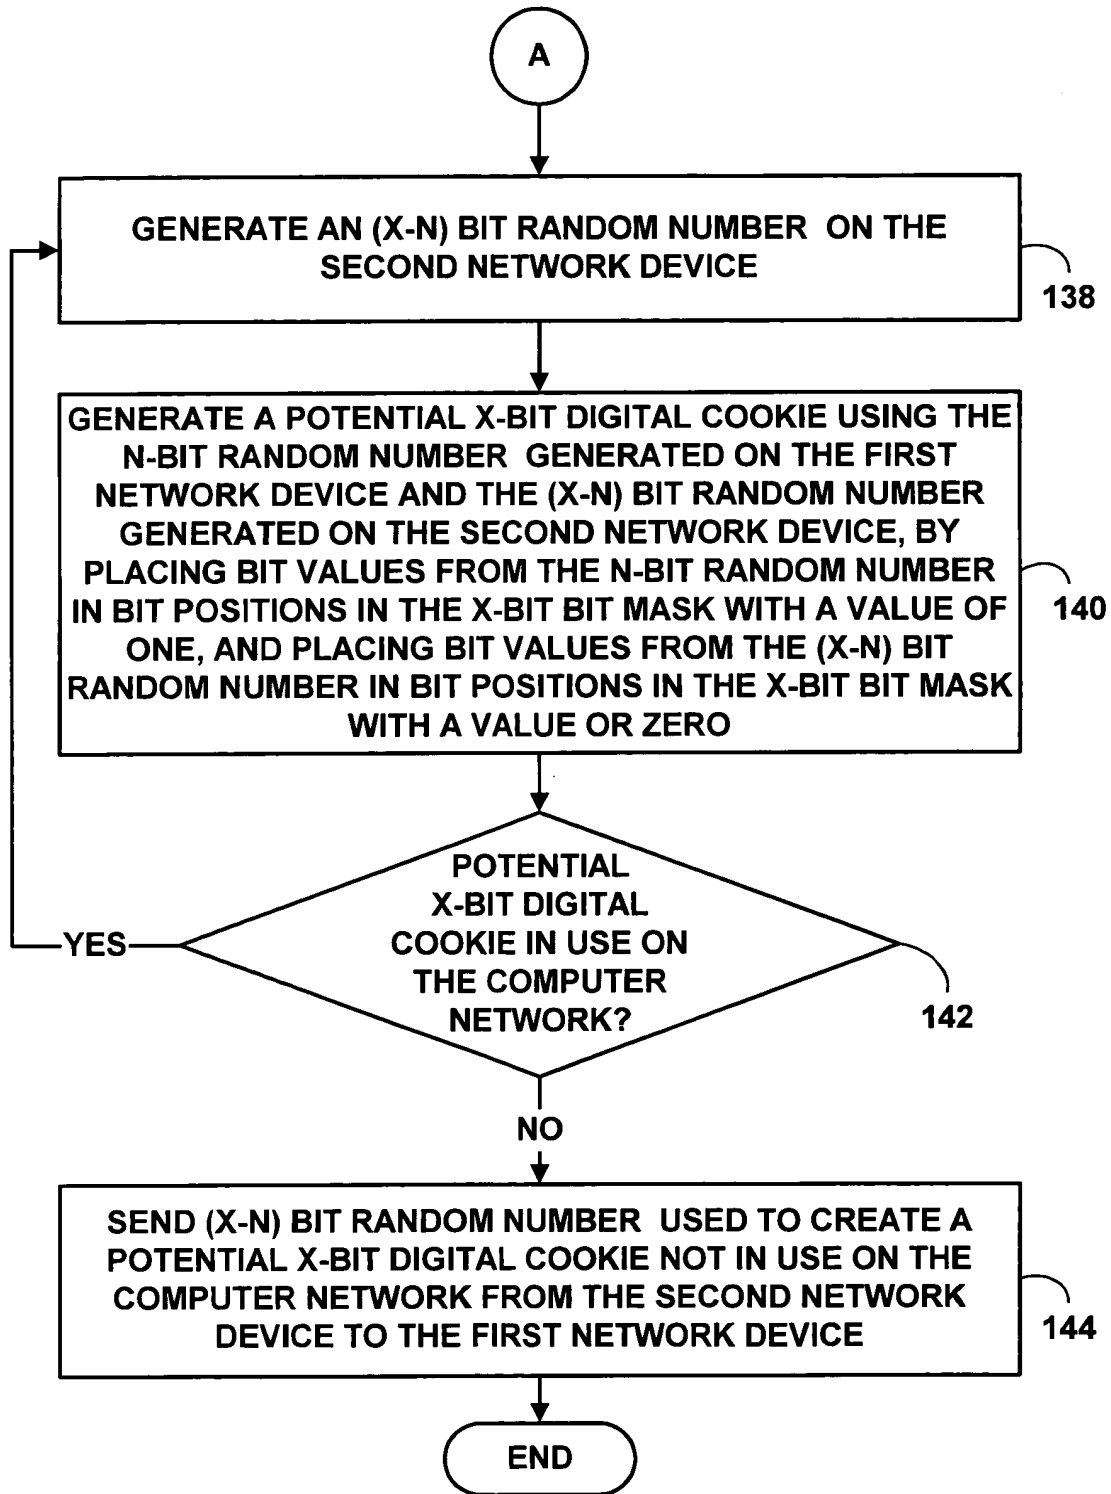 A
GENERATE AN (X-N) BIT RANDOM NUMBER ON THE
SECOND NETWORK DEVICE
138
GENERATE A POTENTIAL X-BIT DIGITAL COOKIE USING THE
N-BIT RANDOM NUMBER GENERATED ON THE FIRST
NETWORK DEVICE AND THE (X-N) BIT RANDOM NUMBER
GENERATED ON THE SECOND NETWORK DEVICE, BY
PLACING BIT VALUES FROM THE N-BIT RANDOM NUMBER
IN BIT POSITIONS IN THE X-BIT BIT MASK WITH A VALUE OF
ONE, AND PLACING BIT VALUES FROM THE (X-N) BIT
RANDOM NUMBER IN BIT POSITIONS IN THE X-BIT BIT MASK
WITH A VALUE OR ZERO
140
POTENTIAL
X-BIT DIGITAL
COOKIE IN USE ON
THE COMPUTER
NETWORK?
YES
142
NO
SEND (X-N) BIT RANDOM NUMBER USED TO CREATE A
POTENTIAL X-BIT DIGITAL COOKIE NOT IN USE ON THE
COMPUTER NETWORK FROM THE SECOND NETWORK
DEVICE TO THE FIRST NETWORK DEVICE
144
END